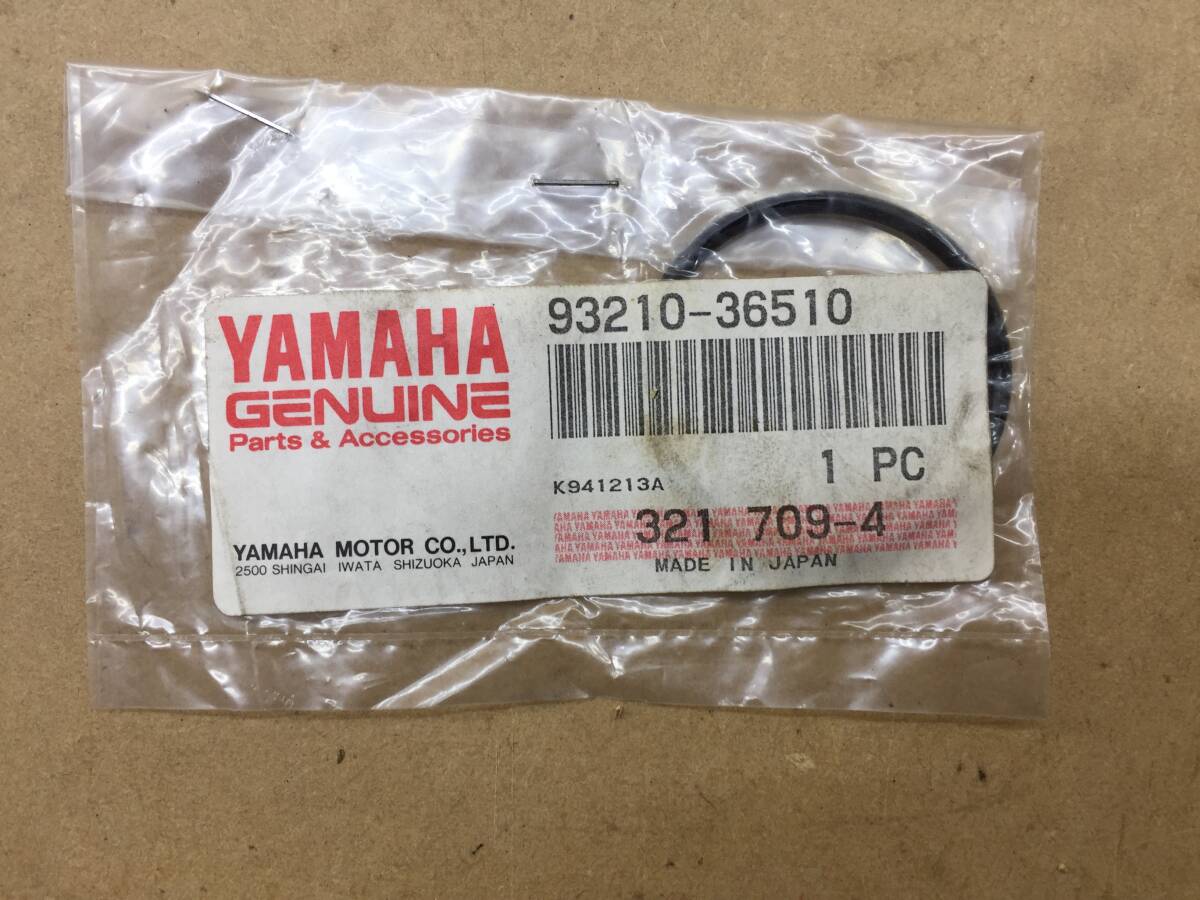 YAMAHA
GENUINE
Parts & Accessories
YAMAHA MOTOR CO.,LTD.
2500 SHINGAI IWATA SHIZUOKA JAPAN
93210-36510
1 PC
K941213A
321 709-4
MADE IN JAPAN